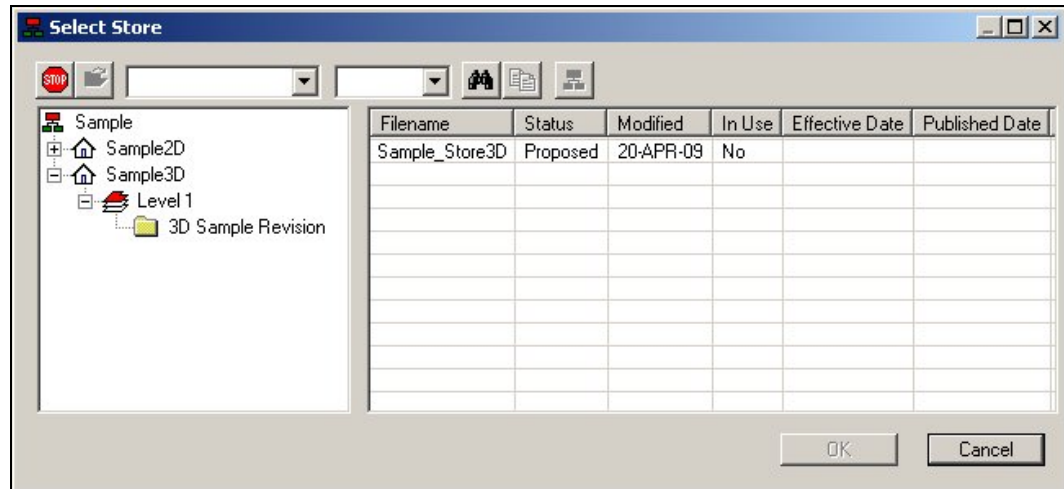 Select Store
STOP
Sample
Sample2D
Sample3D
Level 1
3D Sample Revision
Filename Status Modified In Use Effective Date Published Date
Sample_Store3D Proposed 20-APR-09 No
OK Cancel